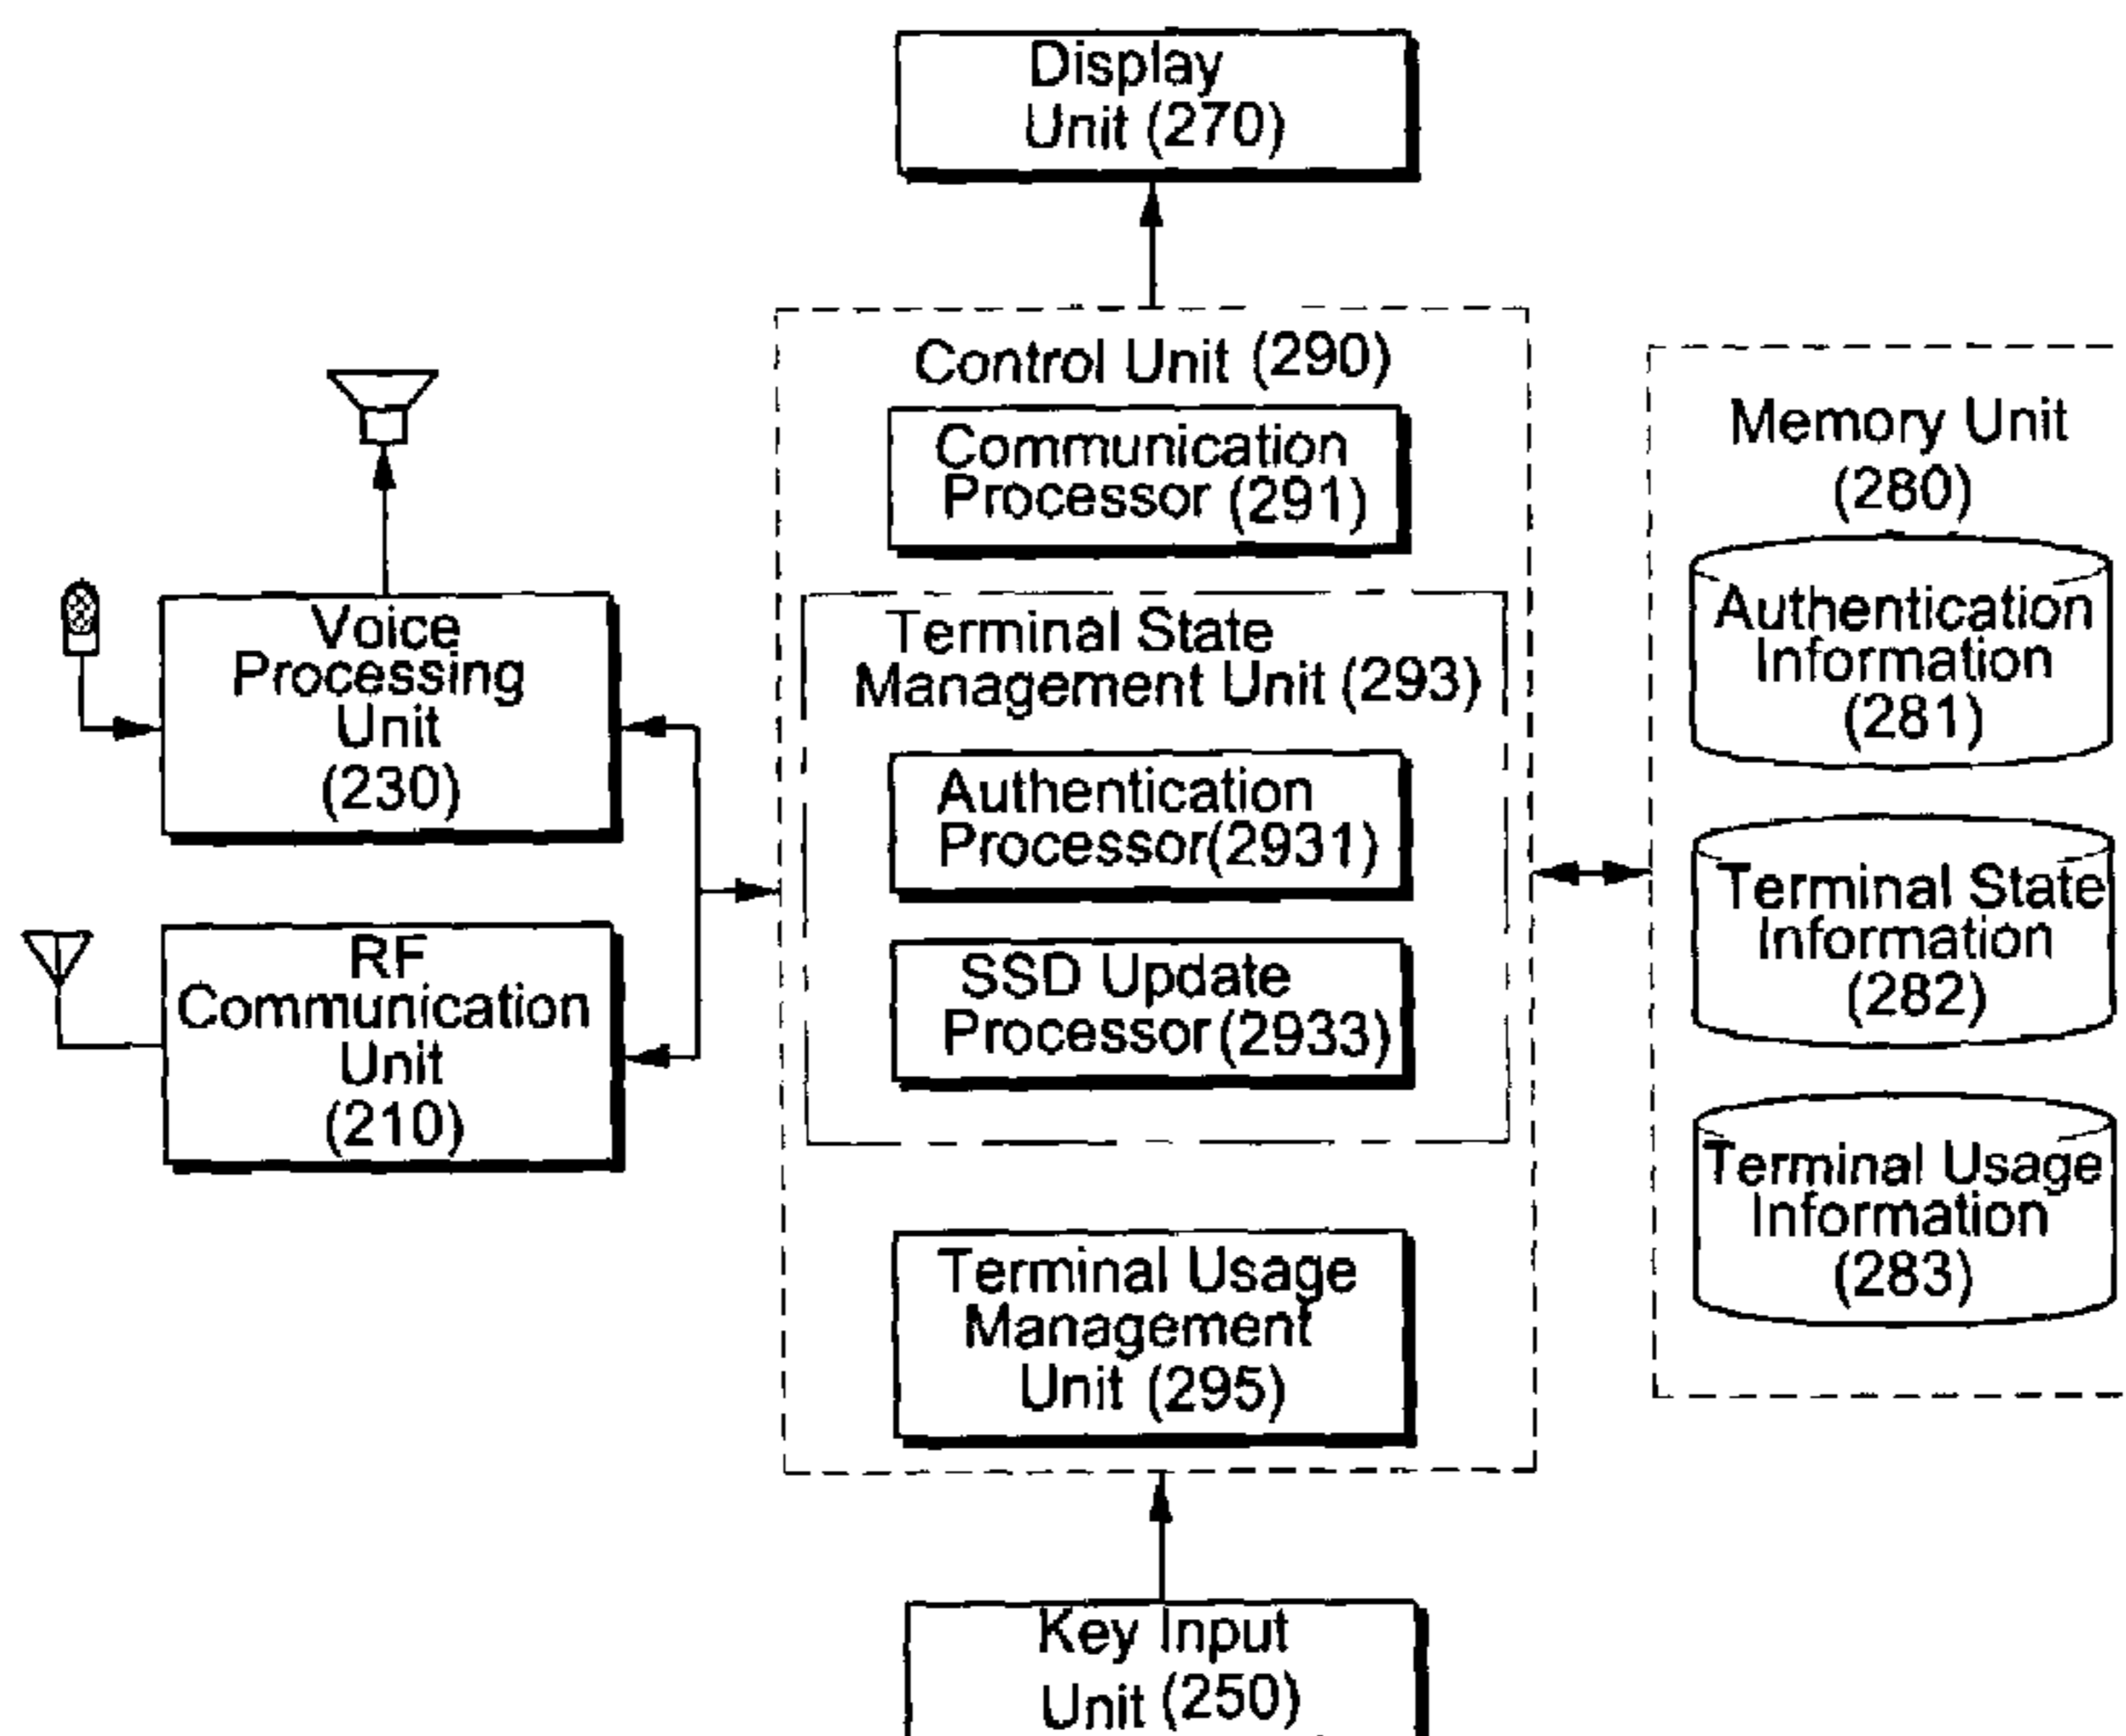 Display
Unit (270)
Control Unit (290)
Communication
Processor (291)
Terminal State
Management Unit (293)
Authentication
Processor(2931)
SSD Update
Processor(2933)
Terminal Usage
Management
Unit (295)
Voice
Processing
Unit
(230)
RF
Communication
Unit
(210)
Memory Unit
(280)
Authentication
Information
(281)
Terminal State
Information
(282)
Terminal Usage
Information
(283)
Key Input
Unit (250)